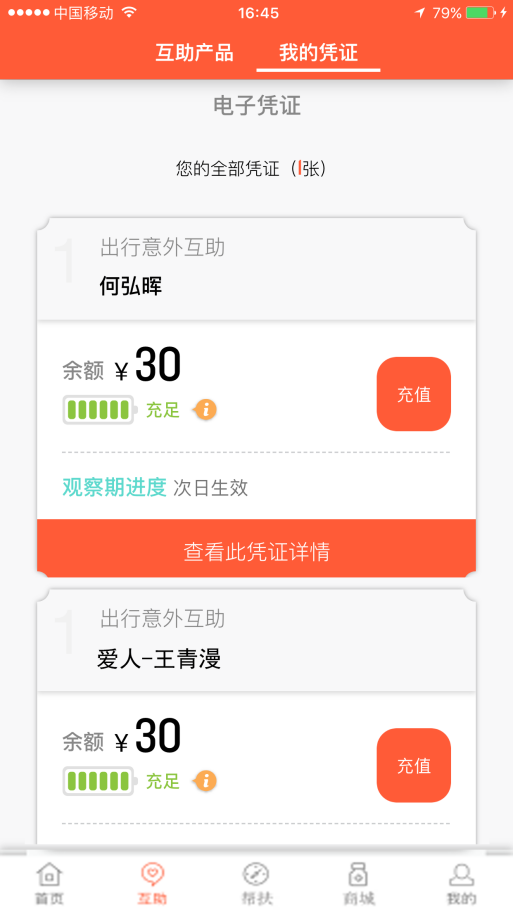 中国移动 16:45 79%
互助产品 我的凭证
电子凭证
您的全部凭证（1张）
1 出行意外互助
何弘晖
余额 ¥30
充值
充足 i
观察期进度 次日生效
查看此凭证详情
1 出行意外互助
爱人-王青漫
余额 ¥30
充值
充足 i
首页 互助 帮扶 商城 我的